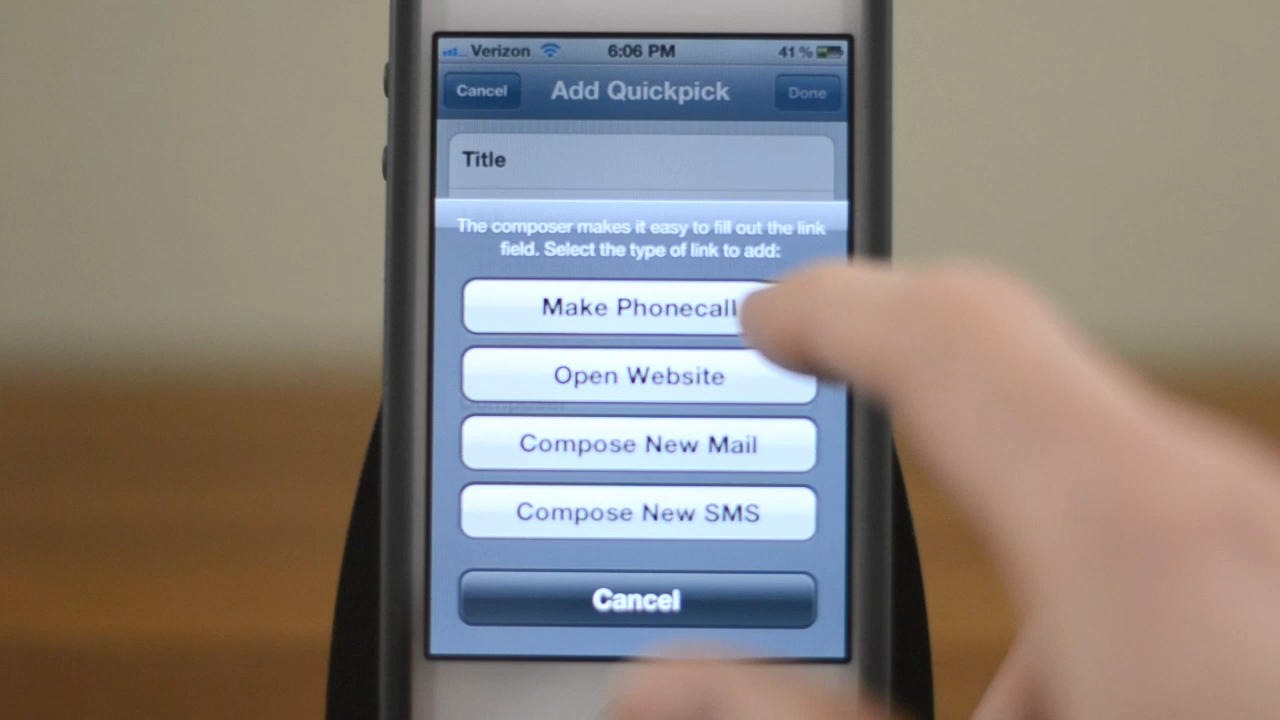 Verizon 6:06 PM 41 %
Cancel Add Quickpick Done
Title
The composer makes it easy to fill out the link
field. Select the type of link to add:
Make Phonecall
Open Website
Composer
Compose New Mail
Compose New SMS
Cancel